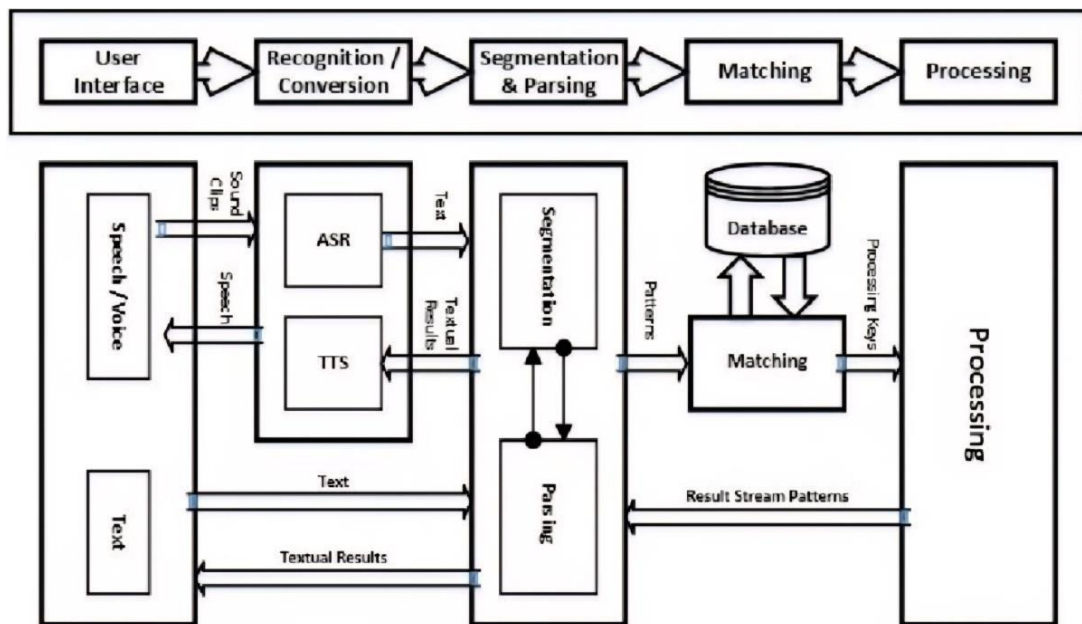 User
Interface
Recognition /
Conversion
Segmentation
& Parsing
Matching
Processing
Speech / Voice
Text
Sound
Clips
Speech
ASR
TTS
Text
Textual
Results
Segmentation
Parsing
Patterns
Database
Matching
Processing Keys
Processing
Text
Textual Results
Result Stream Patterns